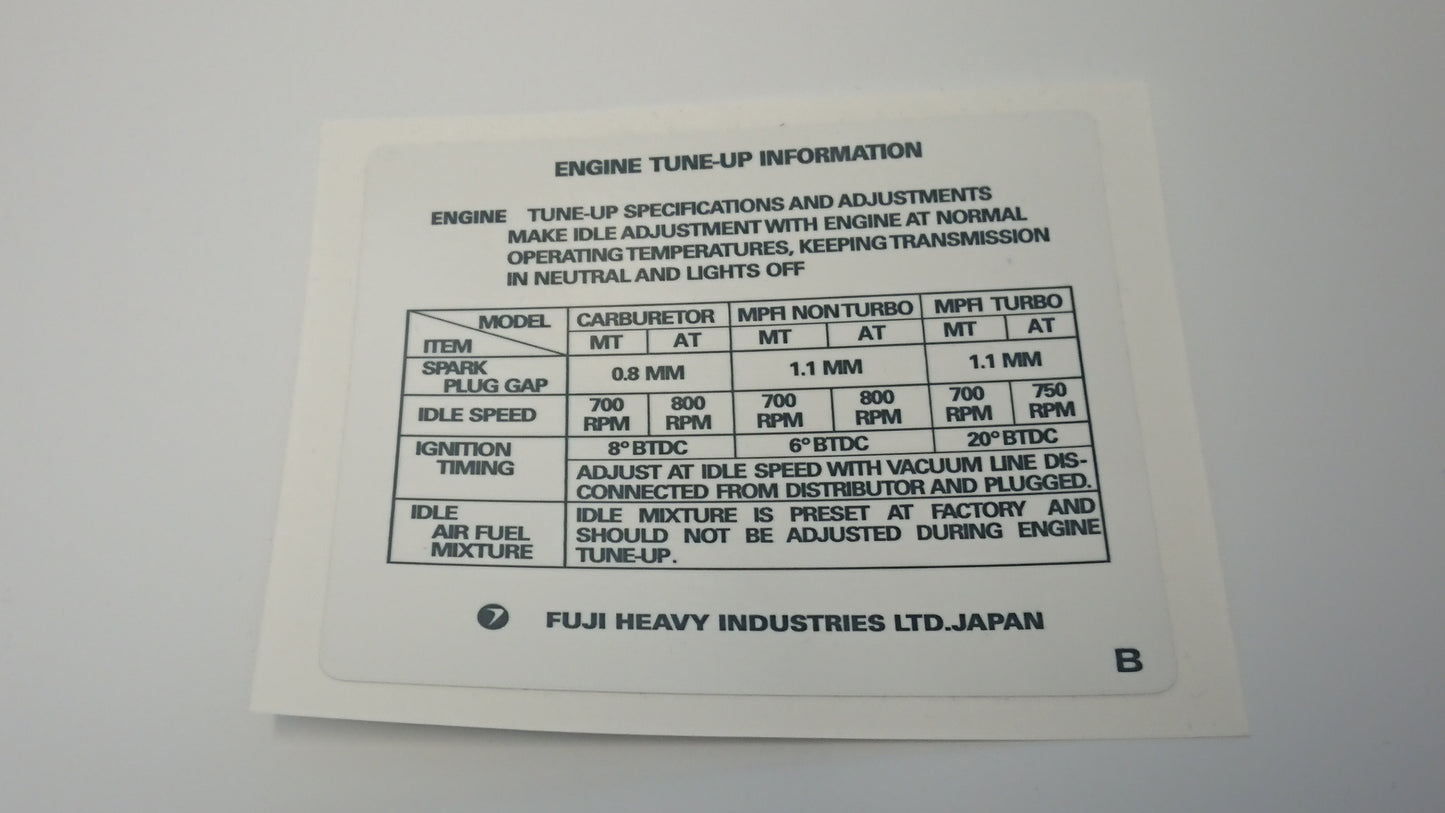 ENGINE TUNE-UP INFORMATION
ENGINE TUNE-UP SPECIFICATIONS AND ADJUSTMENTS
MAKE IDLE ADJUSTMENT WITH ENGINE AT NORMAL
OPERATING TEMPERATURES, KEEPING TRANSMISSION
IN NEUTRAL AND LIGHTS OFF
MODEL CARBURETOR MPFI NON TURBO MPFI TURBO
ITEM MT AT MT AT MT AT
SPARK
PLUG GAP 0.8 MM 1.1 MM 1.1 MM
IDLE SPEED 700 800 700 800 700 750
RPM RPM RPM RPM RPM RPM
IGNITION 8° BTDC 6° BTDC 20° BTDC
TIMING ADJUST AT IDLE SPEED WITH VACUUM LINE DIS-
CONNECTED FROM DISTRIBUTOR AND PLUGGED.
IDLE IDLE MIXTURE IS PRESET AT FACTORY AND
AIR FUEL SHOULD NOT BE ADJUSTED DURING ENGINE
MIXTURE TUNE-UP.
FUJI HEAVY INDUSTRIES LTD.JAPAN
B